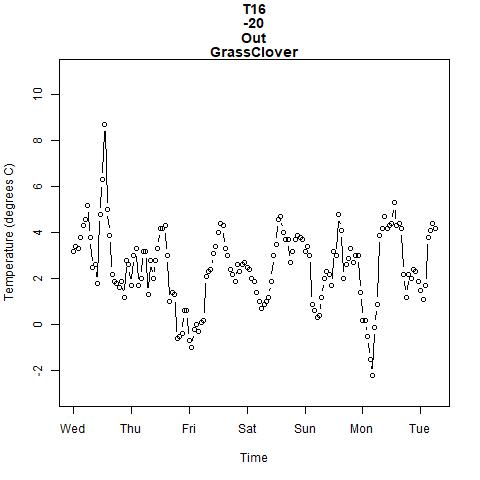 T16
-20
Out
GrassClover
Temperature (degrees C)
10
8
6
4
2
0
-2
Wed Thu Fri Sat Sun Mon Tue
Time